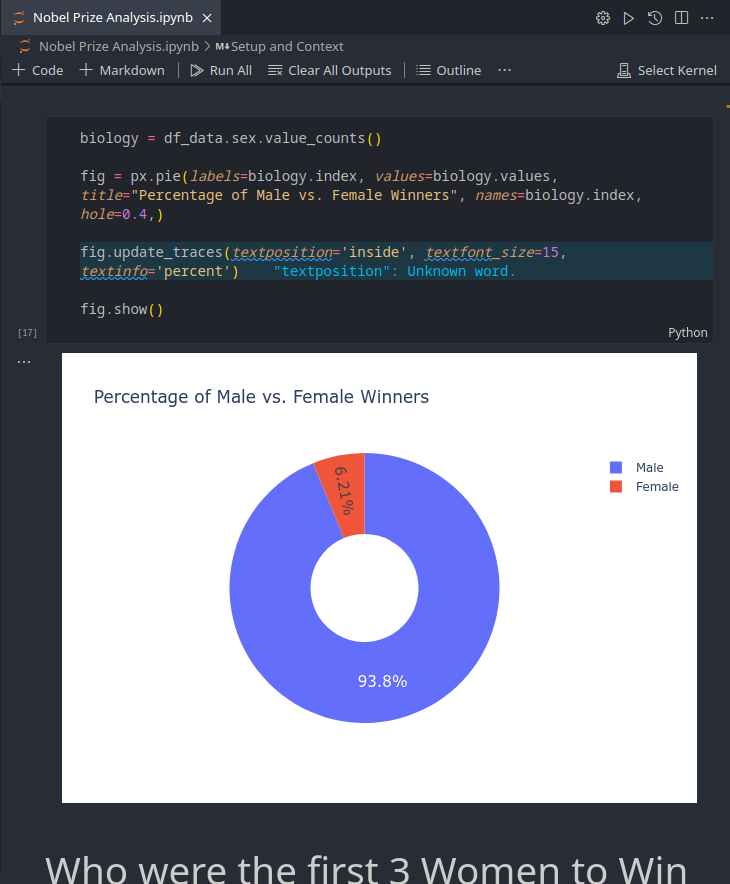 Nobel Prize Analysis.ipynb
Nobel Prize Analysis.ipynb > M↓Setup and Context
+ Code + Markdown Run All Clear All Outputs Outline ... Select Kernel
biology = df_data.sex.value_counts()
fig = px.pie(labels=biology.index, values=biology.values,
title="Percentage of Male vs. Female Winners", names=biology.index,
hole=0.4,)
fig.update_traces(textposition='inside', textfont_size=15,
textinfo='percent') "textposition": Unknown word.
fig.show()
[17]
Python
...
Percentage of Male vs. Female Winners
Male
Female
6.21%
93.8%
Who were the first 3 Women to Win